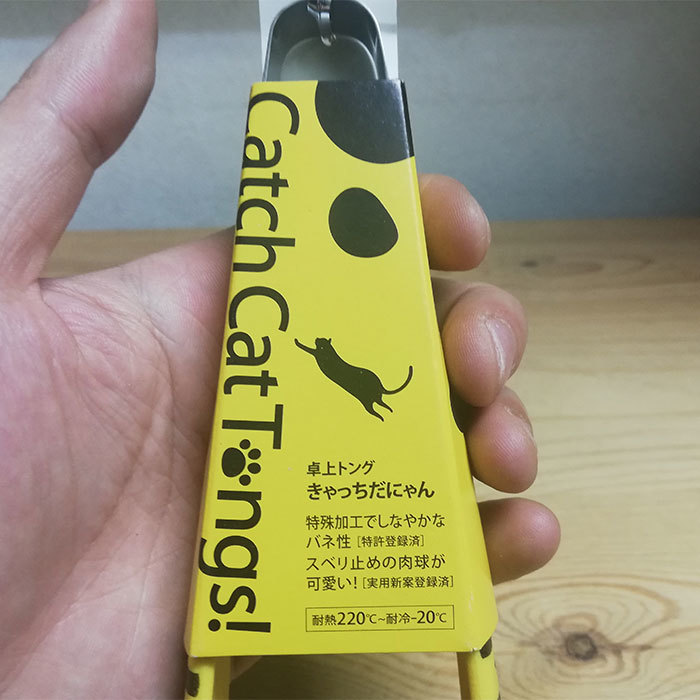 Catch Cat Tongs!
卓上トング
きゃっちだにゃん
特殊加工でしなやかな
バネ性［特許登録済］
スベリ止めの肉球が
可愛い!［実用新案登録済］
耐熱220℃~耐冷-20℃